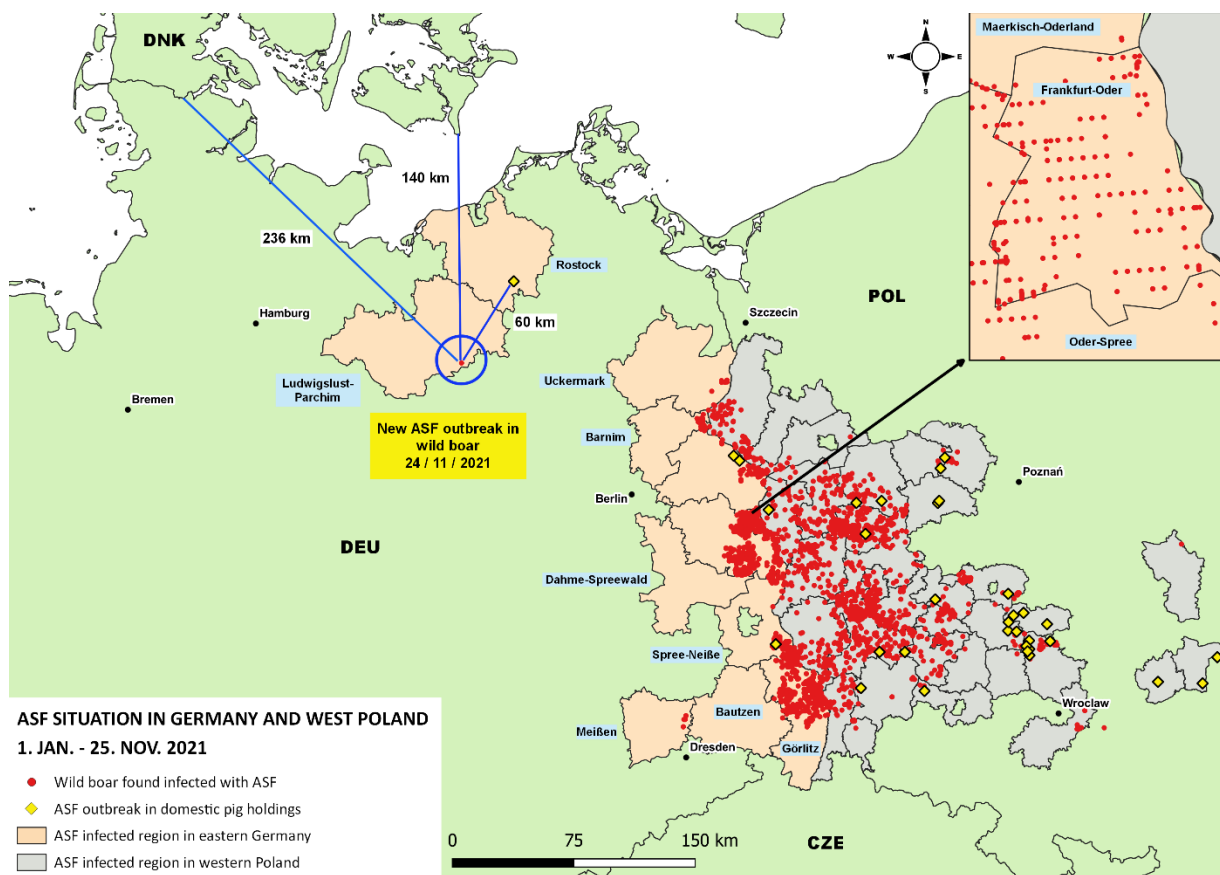 DNK
N
W
E
S
Maerkisch-Oderland
Frankfurt-Oder
Oder-Spree
140 km
236 km
Rostock
60 km
Hamburg
Szczecin
POL
Ludwigslust-
Parchim
Uckermark
Bremen
New ASF outbreak in
wild boar
24 / 11 / 2021
Barnim
Berlin
Poznań
DEU
Dahme-Spreewald
Spree-Neiße
Bautzen
Wroclaw
Meißen
Dresden
Görlitz
ASF SITUATION IN GERMANY AND WEST POLAND
1. JAN. - 25. NOV. 2021
Wild boar found infected with ASF
ASF outbreak in domestic pig holdings
ASF infected region in eastern Germany
ASF infected region in western Poland
0
75
150 km
CZE